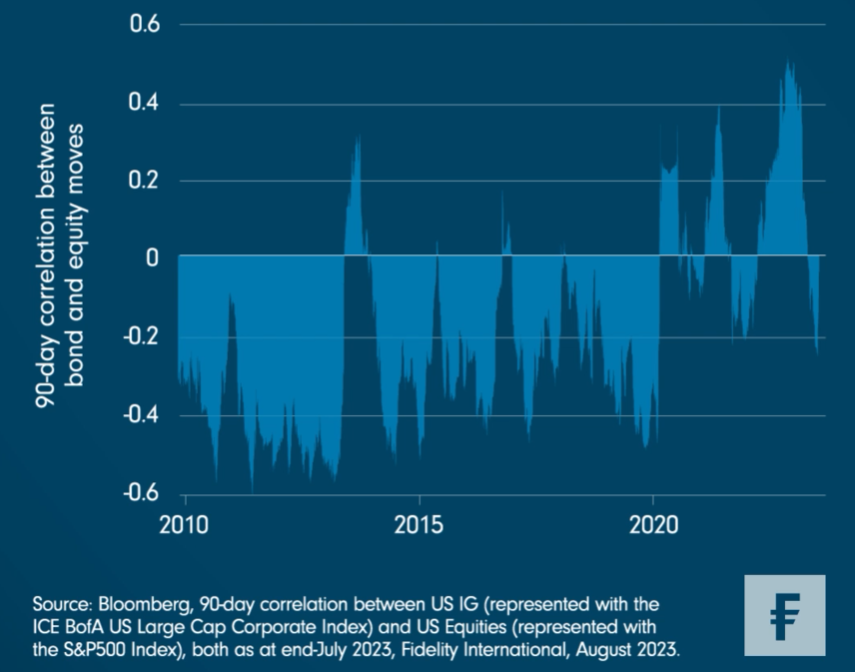 0.6
0.4
0.2
0
-0.2
-0.4
-0.6
90-day correlation between
bond and equity moves
2010 2015 2020
Source: Bloomberg, 90-day correlation between US IG (represented with the
ICE BofA US Large Cap Corporate Index) and US Equities (represented with
the S&P500 Index), both as at end-July 2023, Fidelity International, August 2023.
F